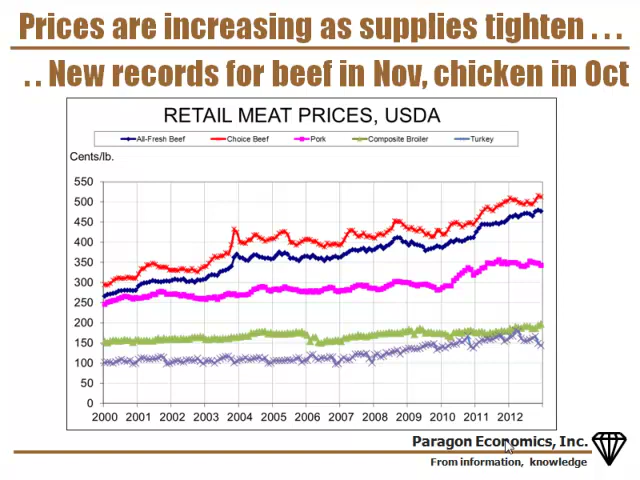 Prices are increasing as supplies tighten . . .
. . New records for beef in Nov, chicken in Oct
RETAIL MEAT PRICES, USDA
All-Fresh Beef Choice Beef Pork Composite Broiler Turkey
Cents/lb.
550
500
450
400
350
300
250
200
150
100
50
0
2000 2001 2002 2003 2004 2005 2006 2007 2008 2009 2010 2011 2012
Paragon Economics, Inc.
From information, knowledge